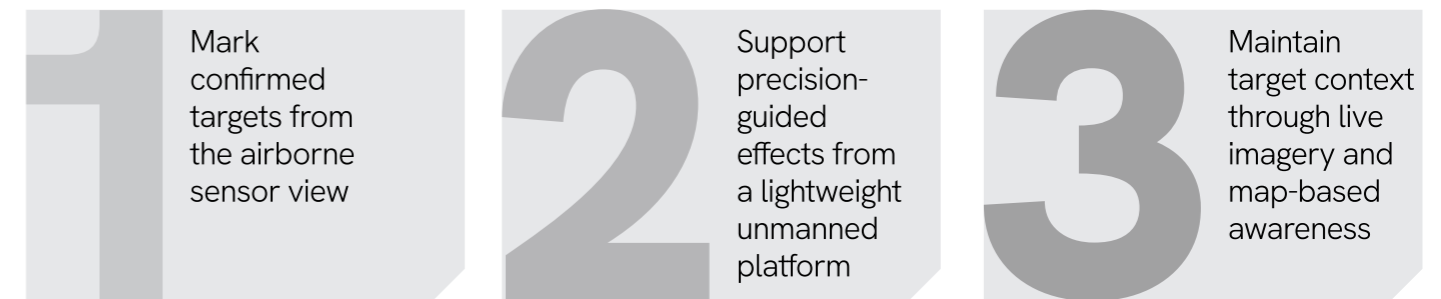 1
Mark
confirmed
targets from
the airborne
sensor view
2
Support
precision-
guided
effects from
a lightweight
unmanned
platform
3
Maintain
target context
through live
imagery and
map-based
awareness